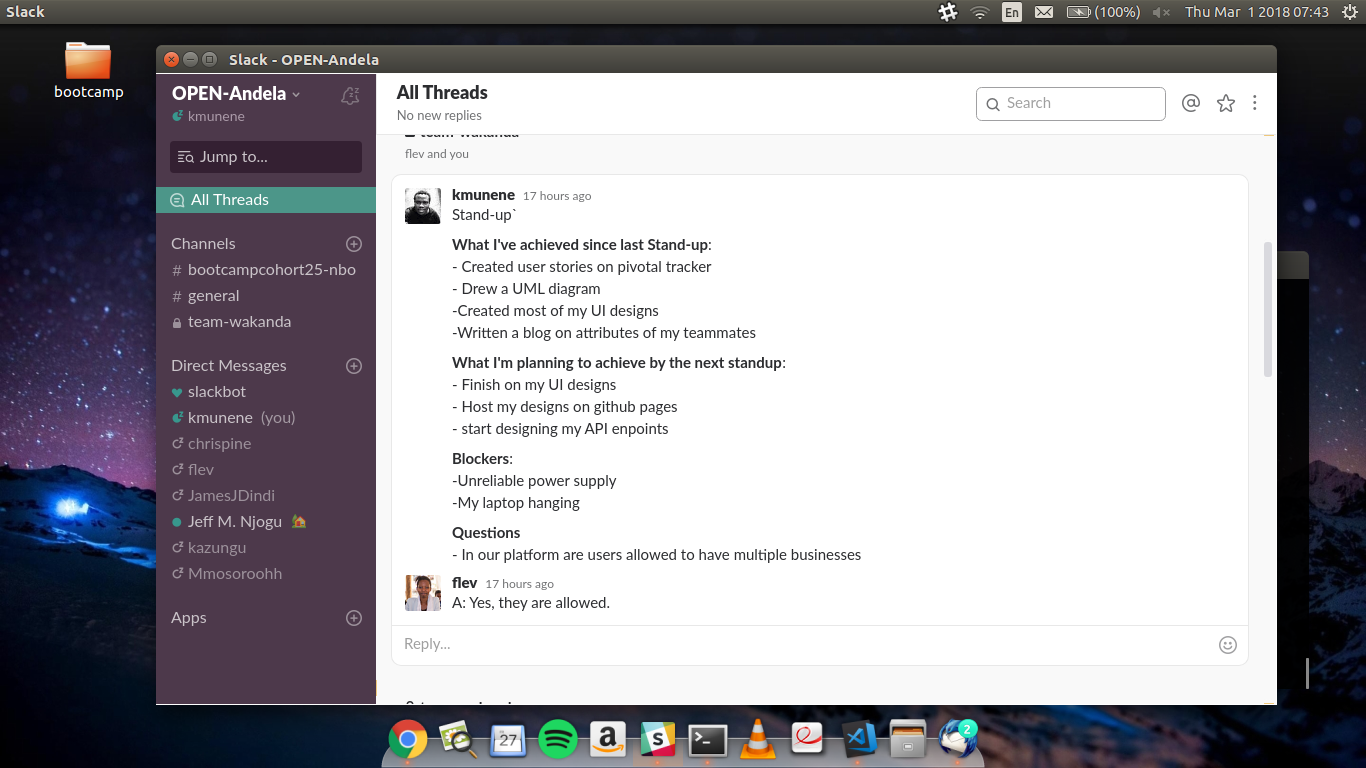 Slack
En
(100%)
Thu Mar 1 2018 07:43
bootcamp
Slack - OPEN-Andela
OPEN-Andela
kmunene
Jump to...
All Threads
Channels
# bootcampcohort25-nbo
# general
team-wakanda
Direct Messages
slackbot
kmunene (you)
chrispine
flev
JamesJDindi
Jeff M. Njogu
kazungu
Mmosoroohh
Apps
All Threads
No new replies
Search
team-wakanda
flev and you
kmunene 17 hours ago
Stand-up`
What I've achieved since last Stand-up:
- Created user stories on pivotal tracker
- Drew a UML diagram
-Created most of my UI designs
-Written a blog on attributes of my teammates
What I'm planning to achieve by the next standup:
- Finish on my UI designs
- Host my designs on github pages
- start designing my API enpoints
Blockers:
-Unreliable power supply
-My laptop hanging
Questions
- In our platform are users allowed to have multiple businesses
flev 17 hours ago
A: Yes, they are allowed.
Reply...
27
2